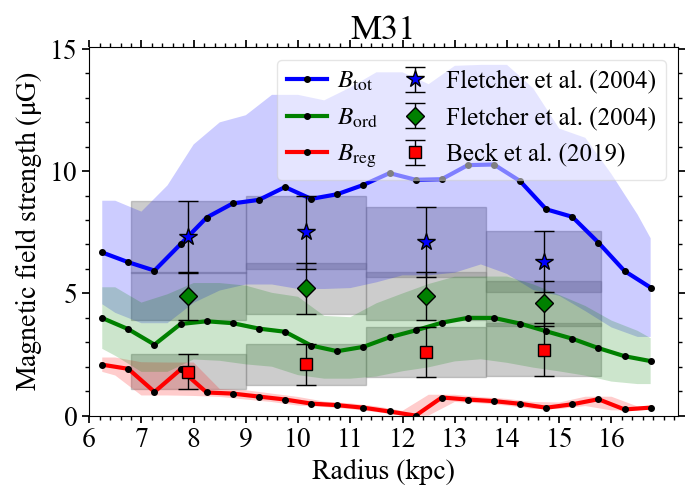 M31
Magnetic field strength (μG)
15
10
5
0
B_tot
B_ord
B_reg
Fletcher et al. (2004)
Fletcher et al. (2004)
Beck et al. (2019)
6 7 8 9 10 11 12 13 14 15 16
Radius (kpc)